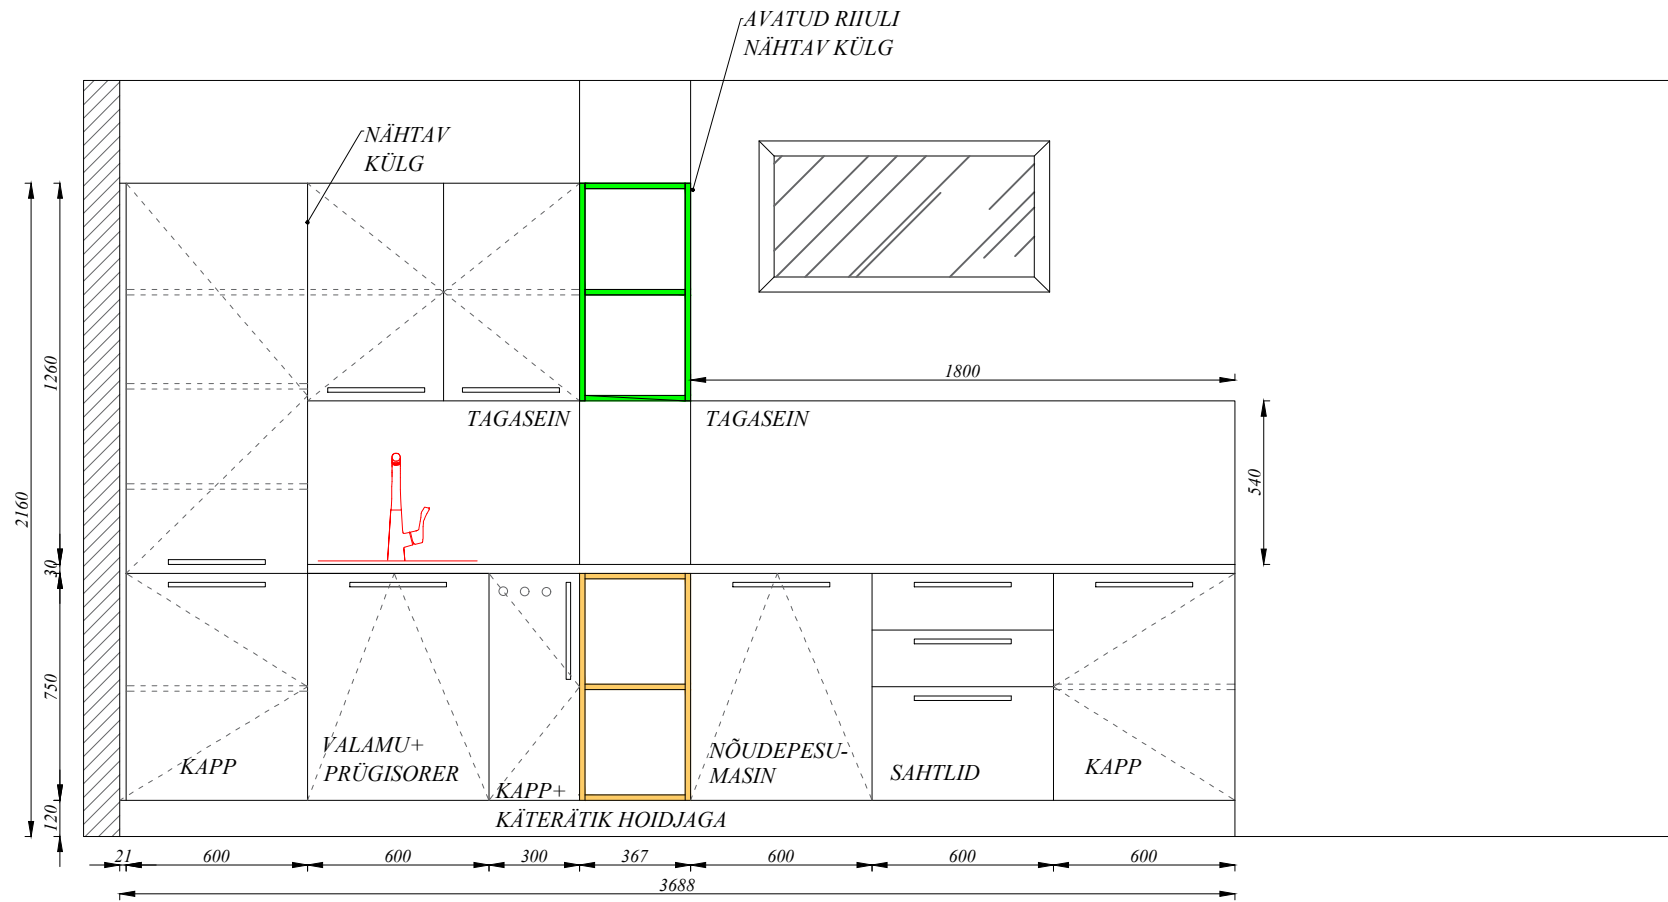 AVATUD RIIULI
NÄHTAV KÜLG
NÄHTAV
KÜLG
1800
TAGASEIN
TAGASEIN
2160
1260
30
750
120
540
KAPP
VALAMU+
PRÜGISORER
KAPP+
KÄTERÄTIK HOIDJAGA
NÕUDEPESU-
MASIN
SAHTLID
KAPP
21
600
600
300
367
600
600
600
3688